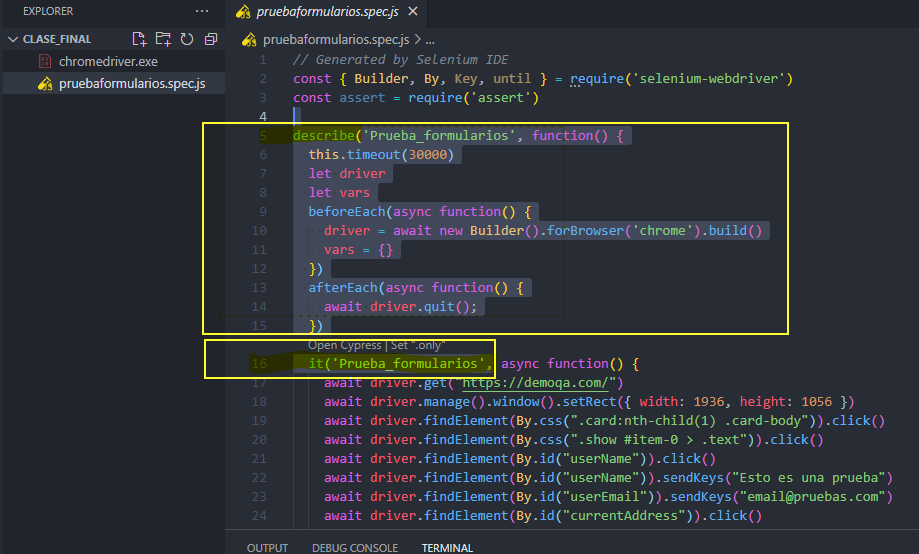 EXPLORER ...
pruebaformularios.spec.js ×
CLASE_FINAL
chromedriver.exe
pruebaformularios.spec.js
pruebaformularios.spec.js > ...
1 // Generated by Selenium IDE
2 const { Builder, By, Key, until } = require('selenium-webdriver')
3 const assert = require('assert')
4
5 describe('Prueba_formularios', function() {
6 this.timeout(30000)
7 let driver
8 let vars
9 beforeEach(async function() {
10 driver = await new Builder().forBrowser('chrome').build()
11 vars = {}
12 })
13 afterEach(async function() {
14 await driver.quit();
15 })
Open Cypress | Set ".only"
16 it('Prueba_formularios', async function() {
17 await driver.get("https://demoqa.com/")
18 await driver.manage().window().setRect({ width: 1936, height: 1056 })
19 await driver.findElement(By.css(".card:nth-child(1) .card-body")).click()
20 await driver.findElement(By.css(".show #item-0 > .text")).click()
21 await driver.findElement(By.id("userName")).click()
22 await driver.findElement(By.id("userName")).sendKeys("Esto es una prueba")
23 await driver.findElement(By.id("userEmail")).sendKeys("email@pruebas.com")
24 await driver.findElement(By.id("currentAddress")).click()
OUTPUT DEBUG CONSOLE TERMINAL